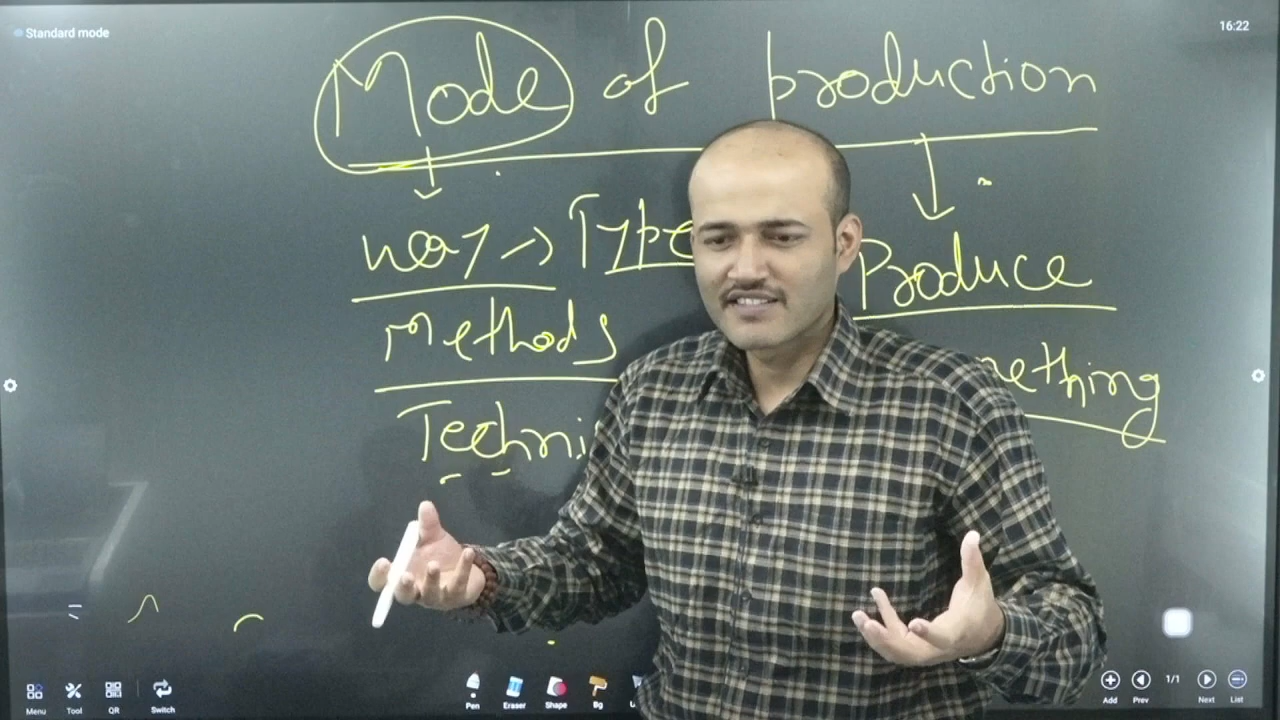 Standard mode
16:22
Mode of production
way -> Type
Produce
Methods
Menu
Tool
QR
Switch
Pen
Eraser
Shape
Bg
Add
Prev
1/1
Next
List